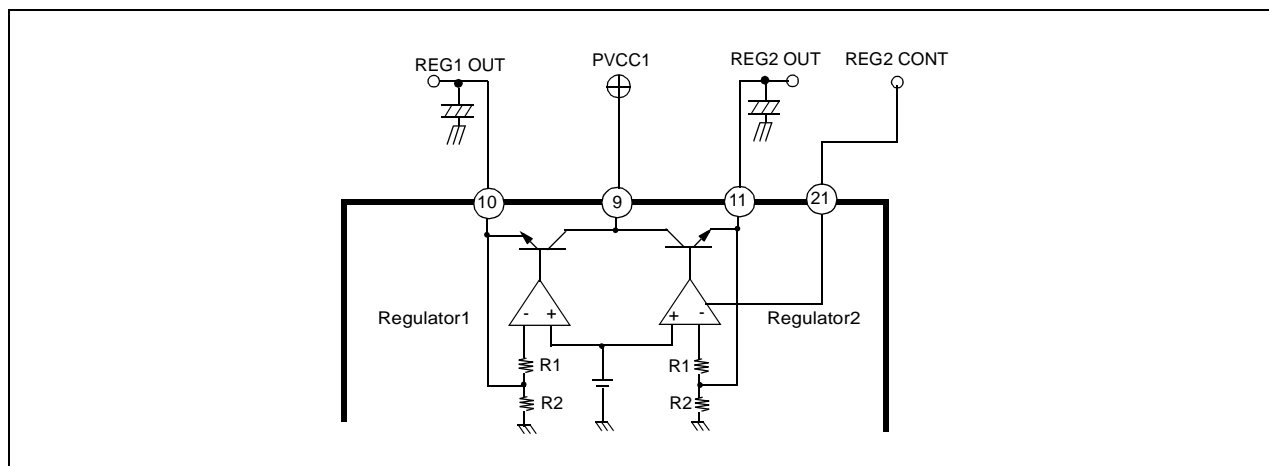 REG1 OUT
PVCC1
REG2 OUT
REG2 CONT
10
9
11
21
Regulator1
- +
+ -
Regulator2
R1
R1
R2
R2